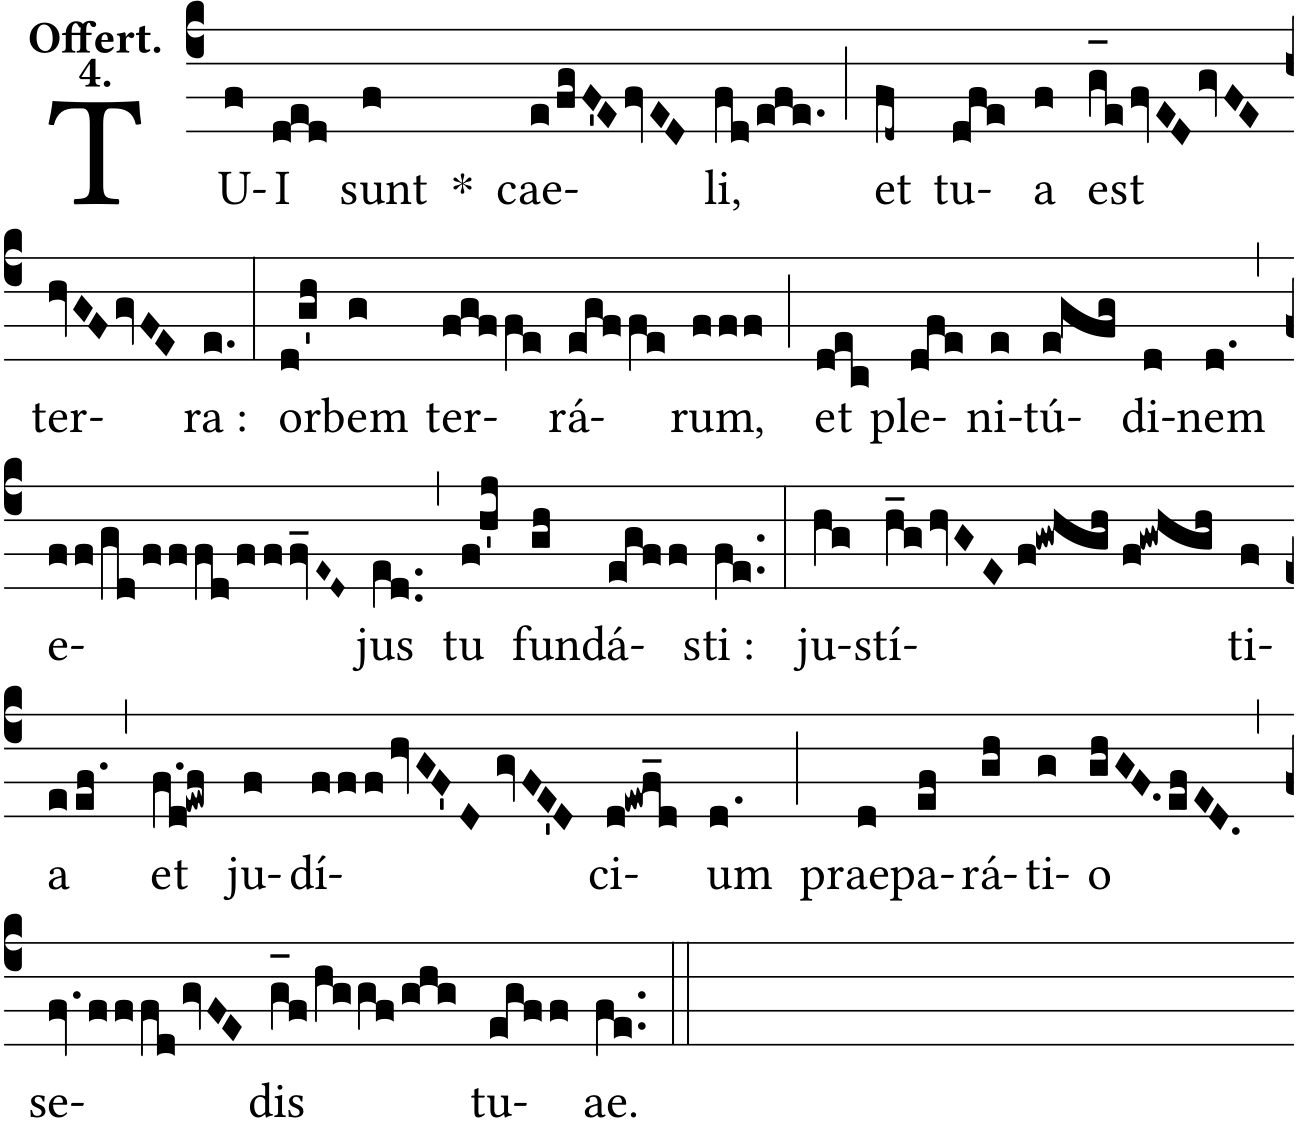 Offert.
4.
TU-I sunt * cae- li, et tu- a est
ter- ra : orbem ter- rá- rum, et ple- ni-tú- di-nem
e- jus tu fundá- sti : ju-stí- ti-
a et ju-dí- ci- um praepa-rá-ti- o
se- dis tu- ae.